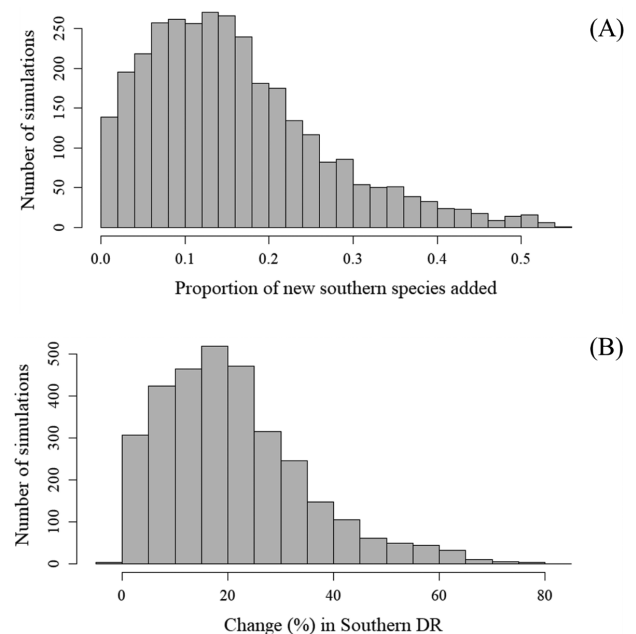 (A)
Number of simulations
250
200
150
100
50
0
0.0 0.1 0.2 0.3 0.4 0.5
Proportion of new southern species added
(B)
Number of simulations
500
400
300
200
100
0
0 20 40 60 80
Change (%) in Southern DR